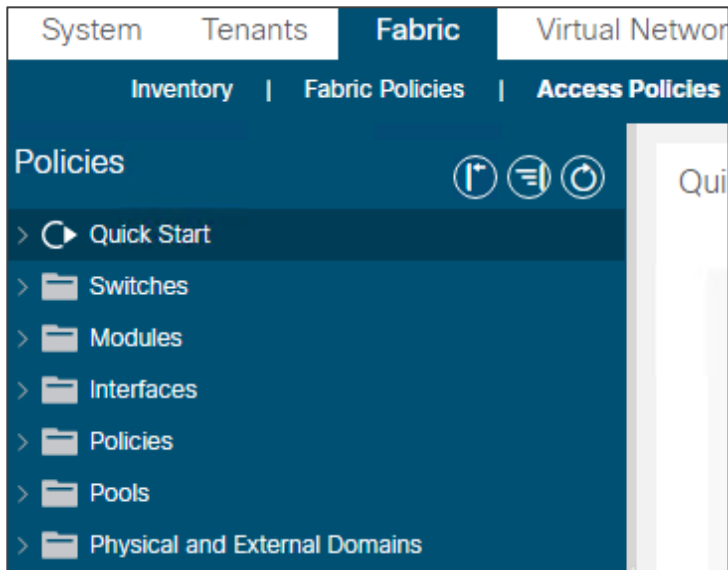 System Tenants Fabric Virtual Networ
Inventory | Fabric Policies | Access Policies
Policies
Qui
Quick Start
Switches
Modules
Interfaces
Policies
Pools
Physical and External Domains